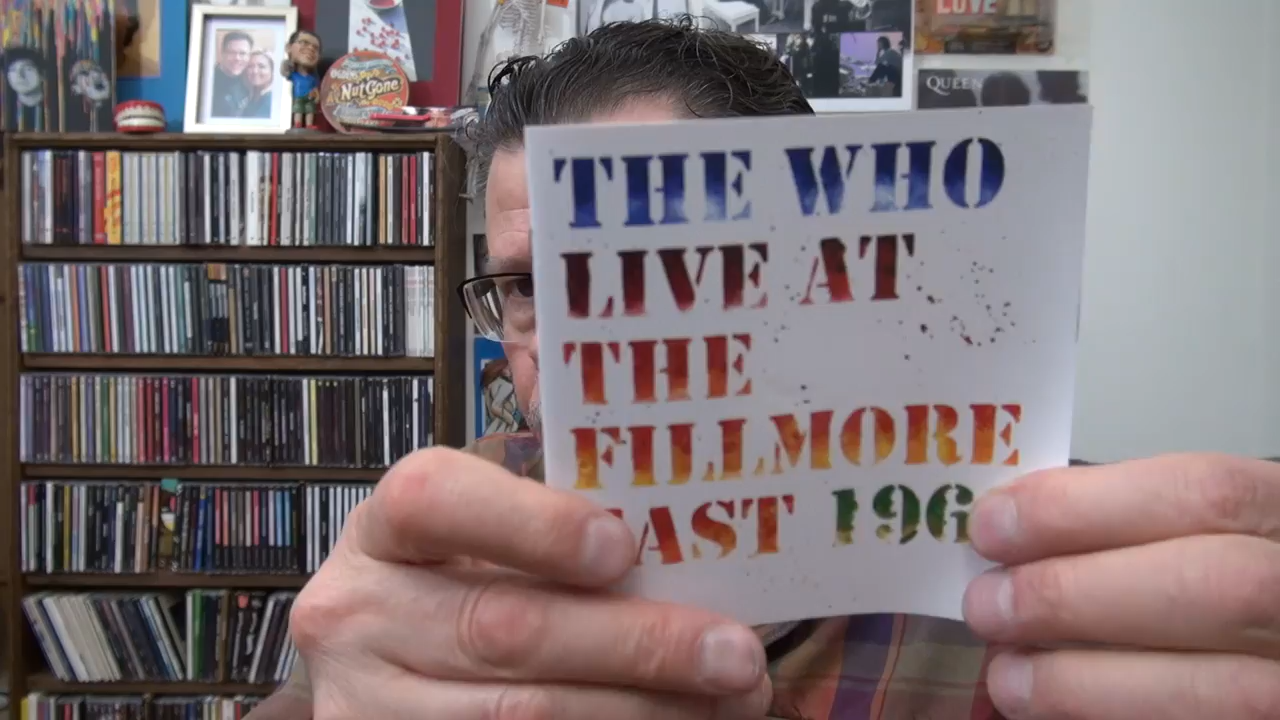 LOVE
QUEEN
NutGone
THE WHO
LIVE AT
THE
FILLMORE
EAST 196